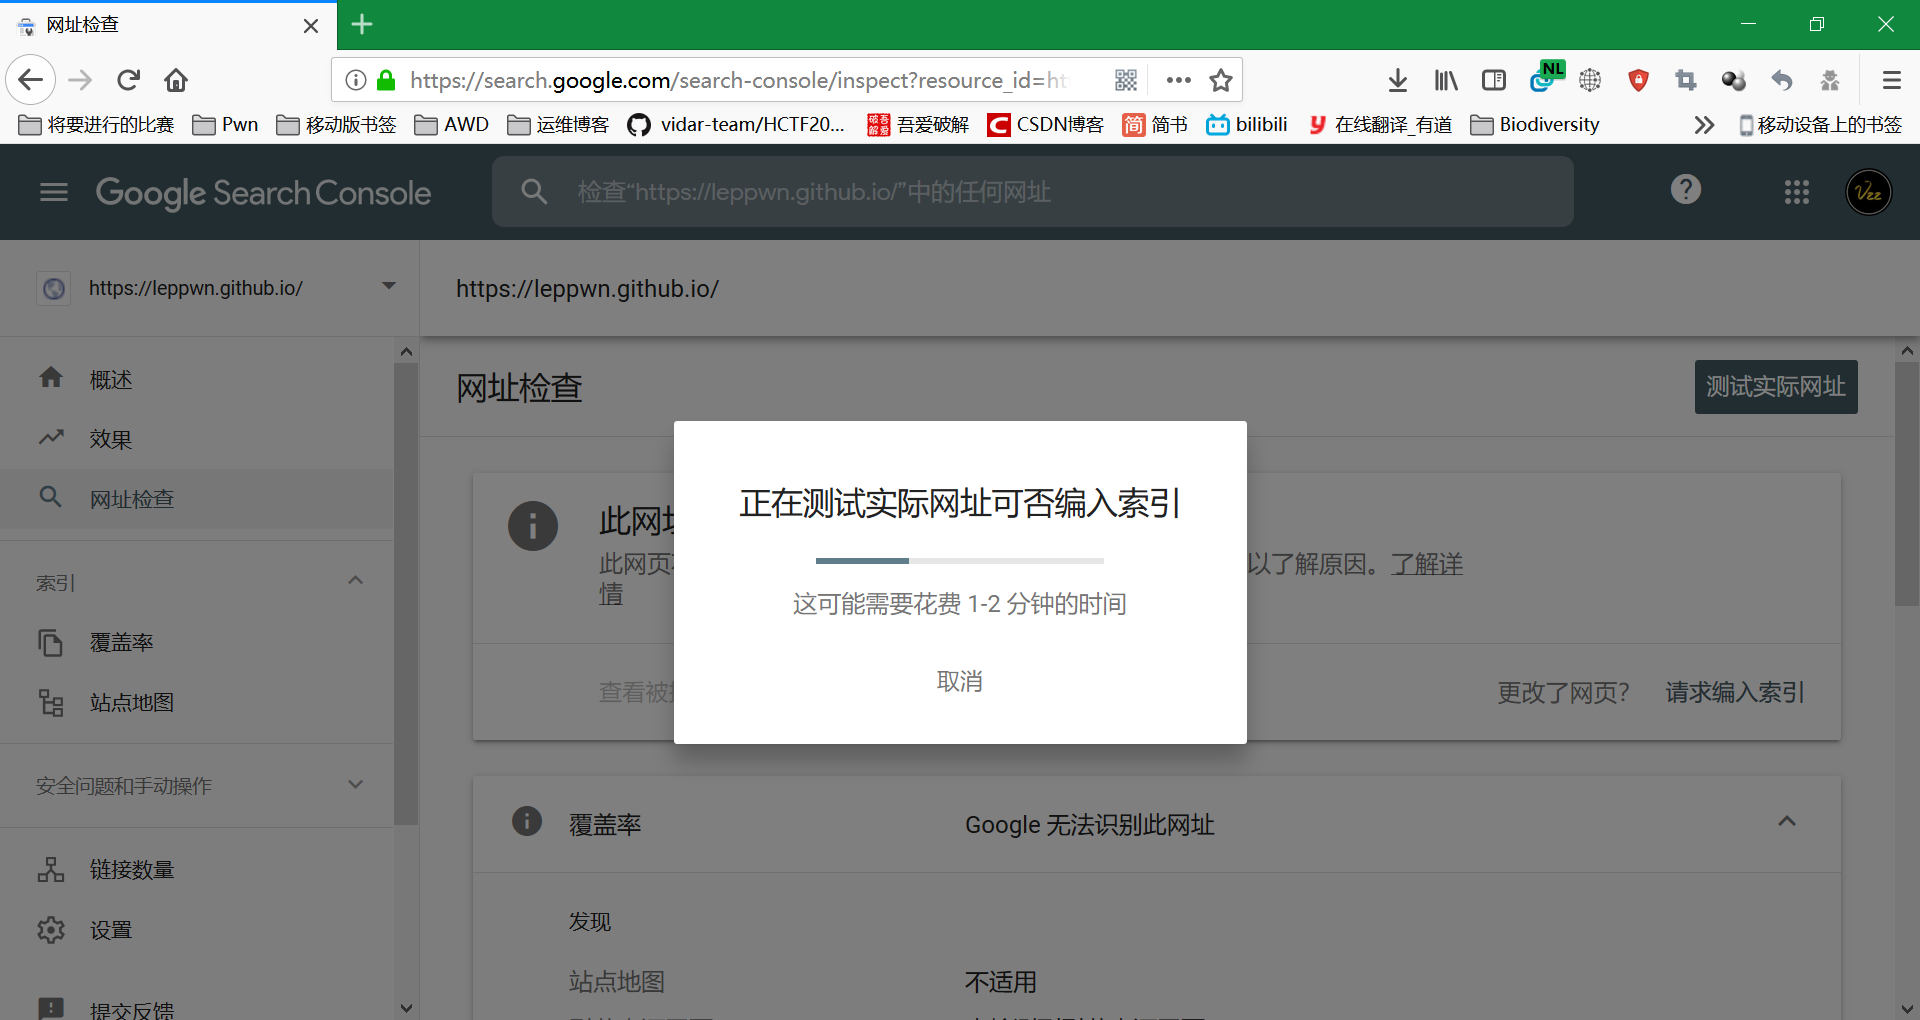 网址检查
https://search.google.com/search-console/inspect?resource_id=ht
NL
将要进行的比赛
Pwn
移动版书签
AWD
运维博客
vidar-team/HCTF20...
吾爱破解
CSDN博客
简书
bilibili
在线翻译_有道
Biodiversity
移动设备上的书签
Google Search Console
检查“https://leppwn.github.io/”中的任何网址
https://leppwn.github.io/
https://leppwn.github.io/
概述
效果
网址检查
索引
覆盖率
站点地图
安全问题和手动操作
链接数量
设置
提交反馈
网址检查
测试实际网址
此网
此网页
以了解原因。了解详
情
查看被
更改了网页?
请求编入索引
正在测试实际网址可否编入索引
这可能需要花费 1-2 分钟的时间
取消
覆盖率
Google 无法识别此网址
发现
站点地图
不适用